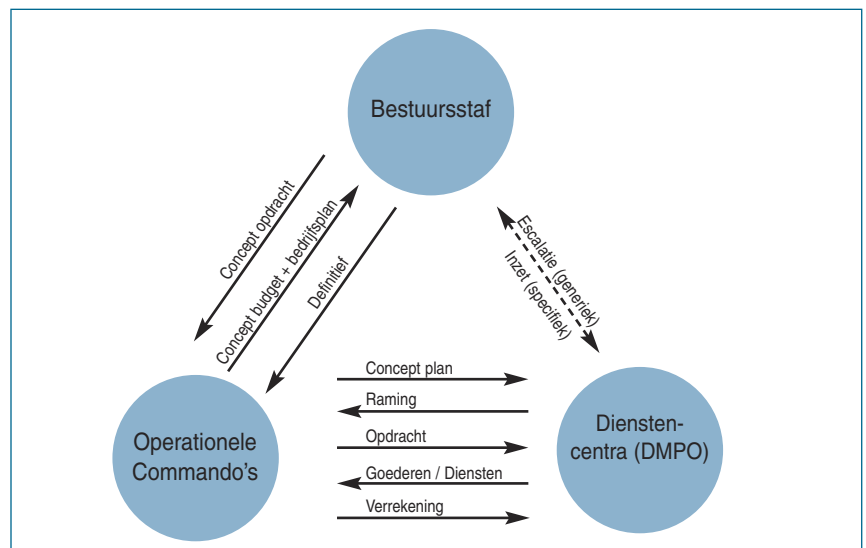 Bestuursstaf
Concept opdracht
Concept budget + bedrijfsplan
Definitief
Escalatie (generiek)
Inzet (specifiek)
Operationele
Commando's
Concept plan
Raming
Opdracht
Goederen / Diensten
Verrekening
Diensten-
centra (DMPO)